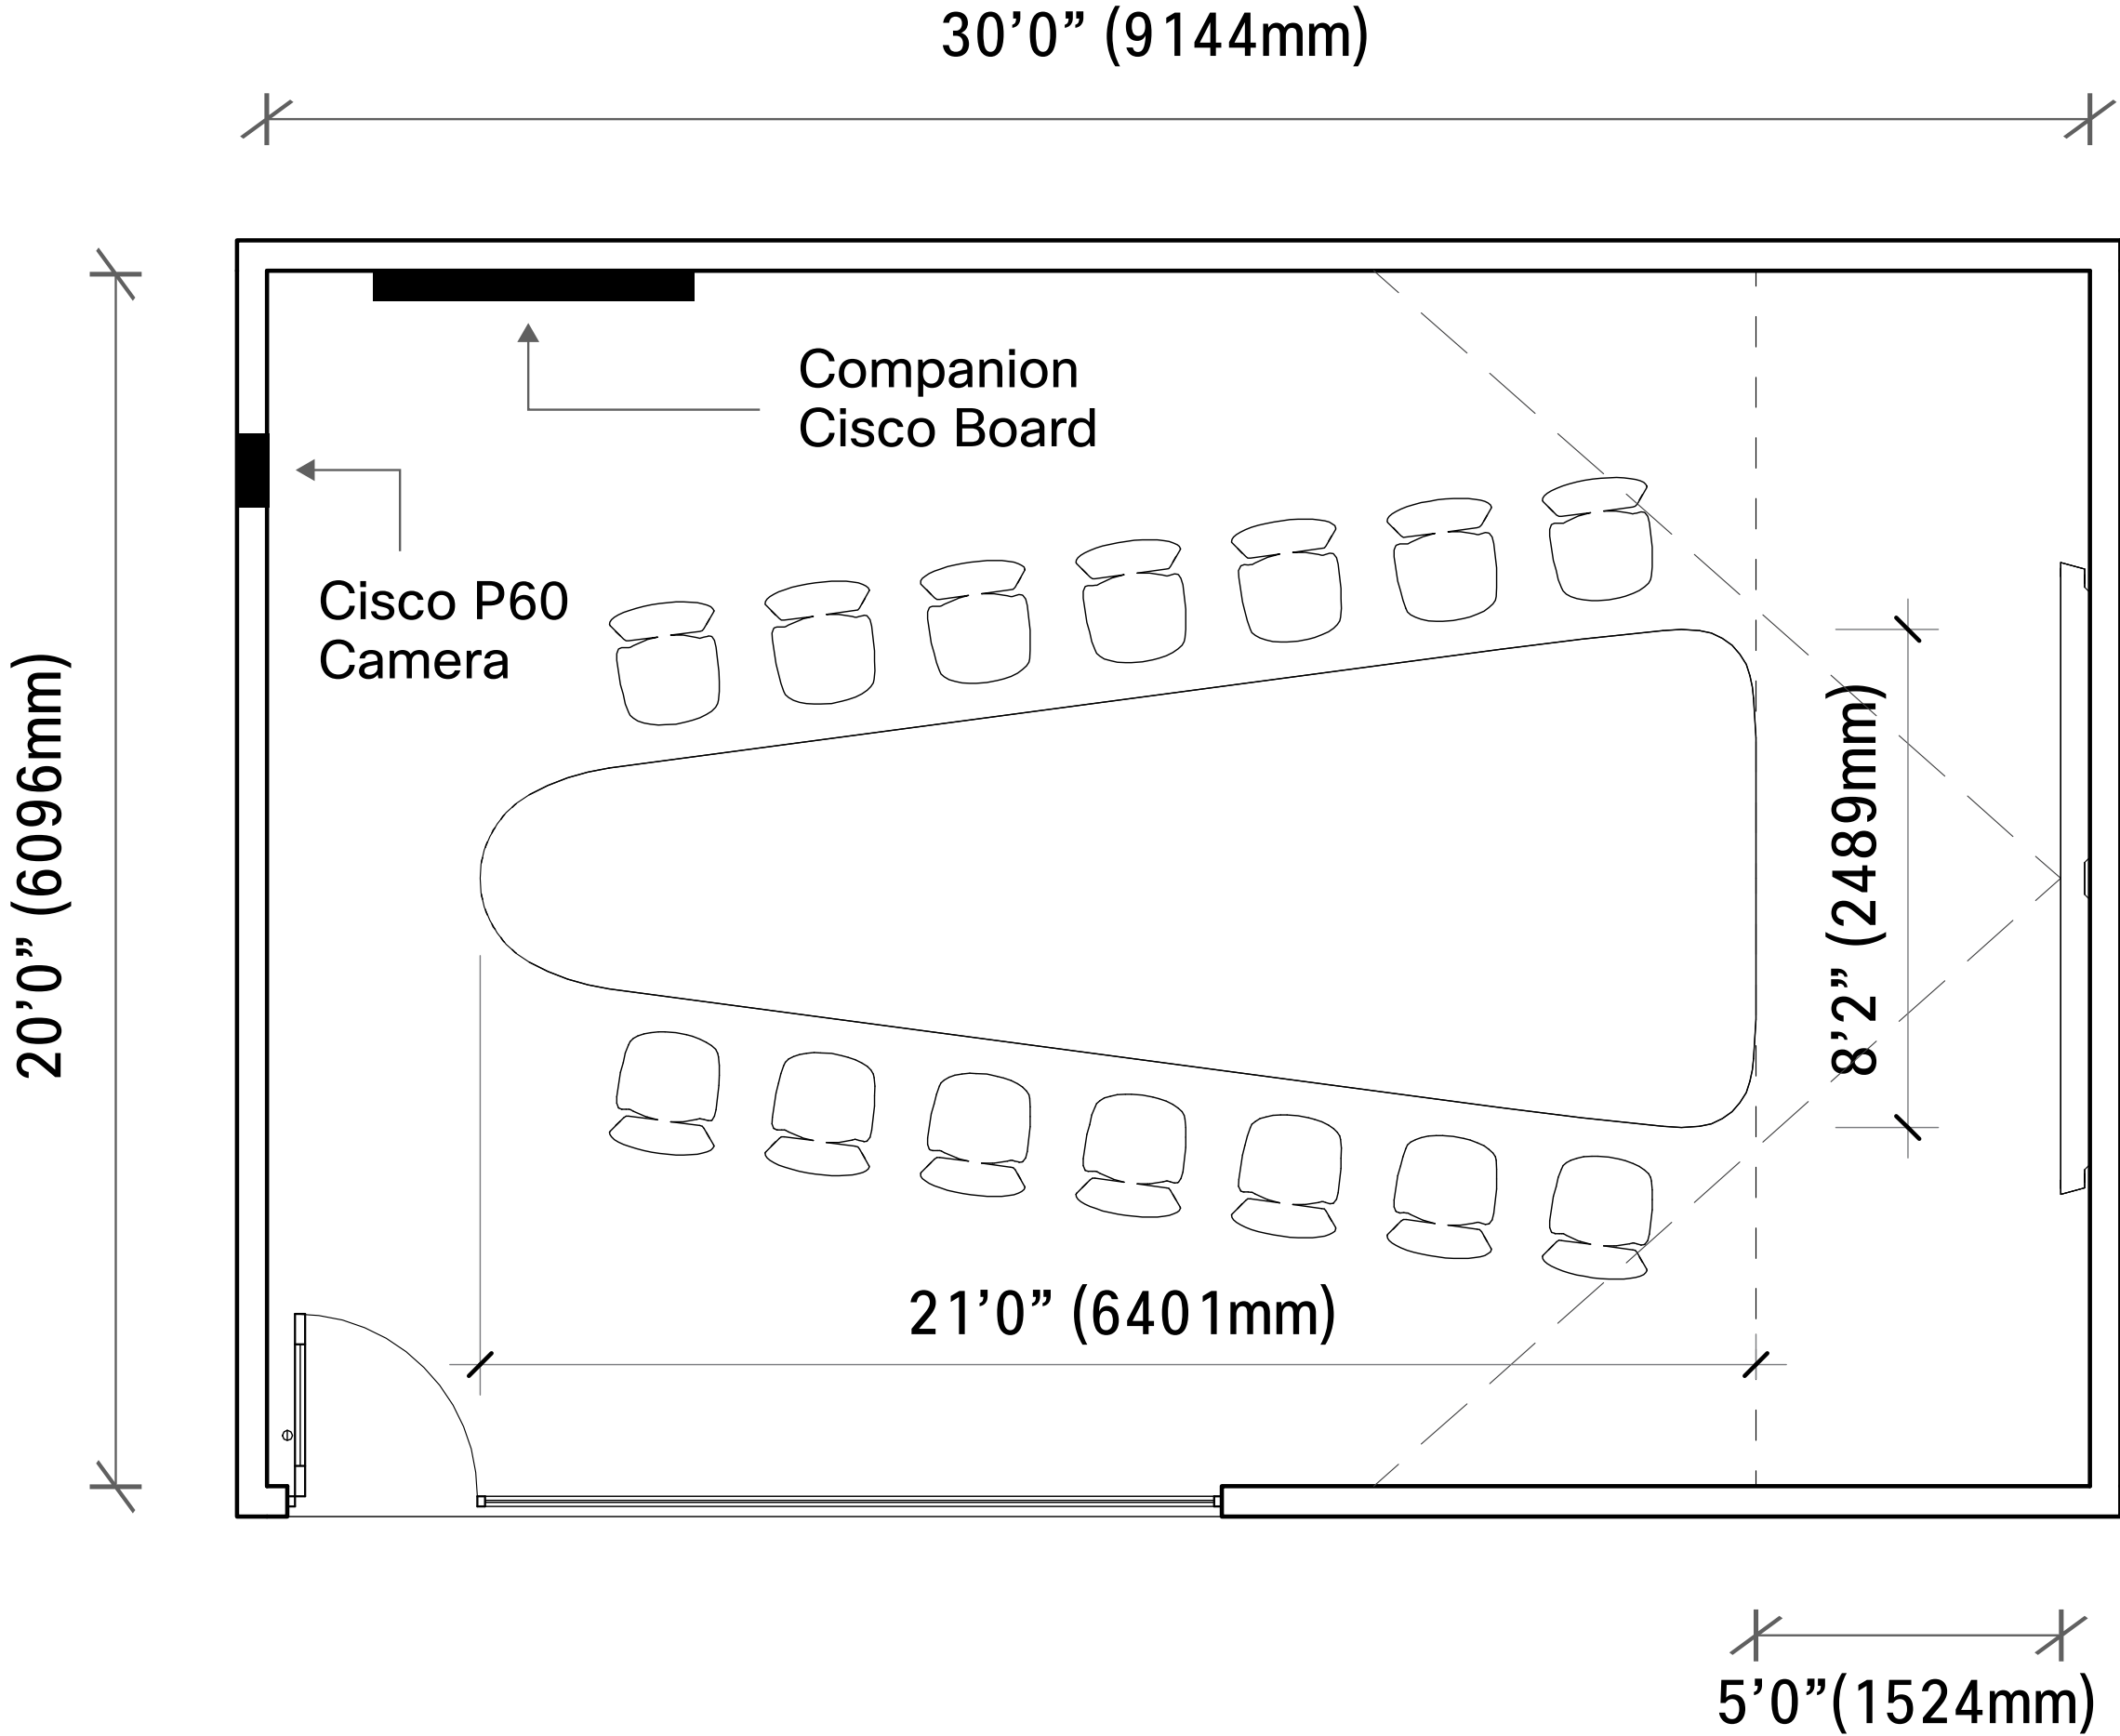 30’0” (9144mm)
Companion
Cisco Board
Cisco P60
Camera
20’0” (6096mm)
8’2” (2489mm)
21’0” (6401mm)
5’0”(1524mm)